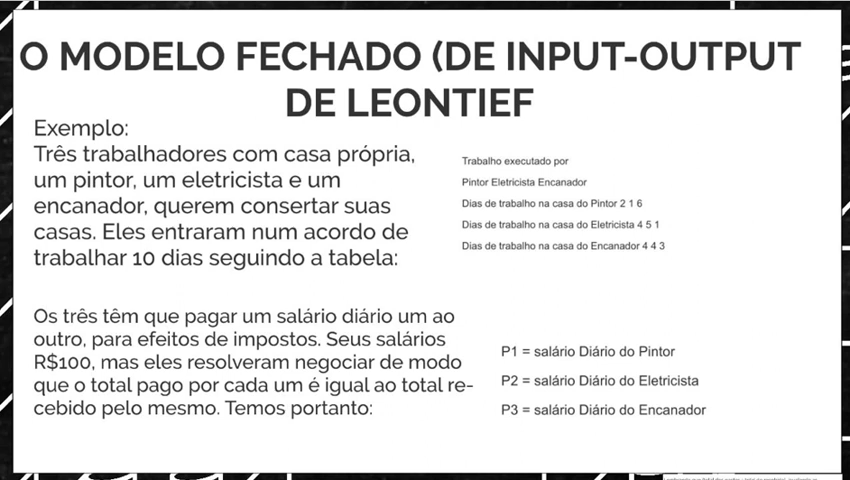 O MODELO FECHADO (DE INPUT-OUTPUT
DE LEONTIEF
Exemplo:
Três trabalhadores com casa própria,
um pintor, um eletricista e um
encanador, querem consertar suas
casas. Eles entraram num acordo de
trabalhar 10 dias seguindo a tabela:
Trabalho executado por
Pintor Eletricista Encanador
Dias de trabalho na casa do Pintor 2 1 6
Dias de trabalho na casa do Eletricista 4 5 1
Dias de trabalho na casa do Encanador 4 4 3
Os três têm que pagar um salário diário um ao
outro, para efeitos de impostos. Seus salários
R$100, mas eles resolveram negociar de modo
que o total pago por cada um é igual ao total re-
cebido pelo mesmo. Temos portanto:
P1 = salário Diário do Pintor
P2 = salário Diário do Eletricista
P3 = salário Diário do Encanador